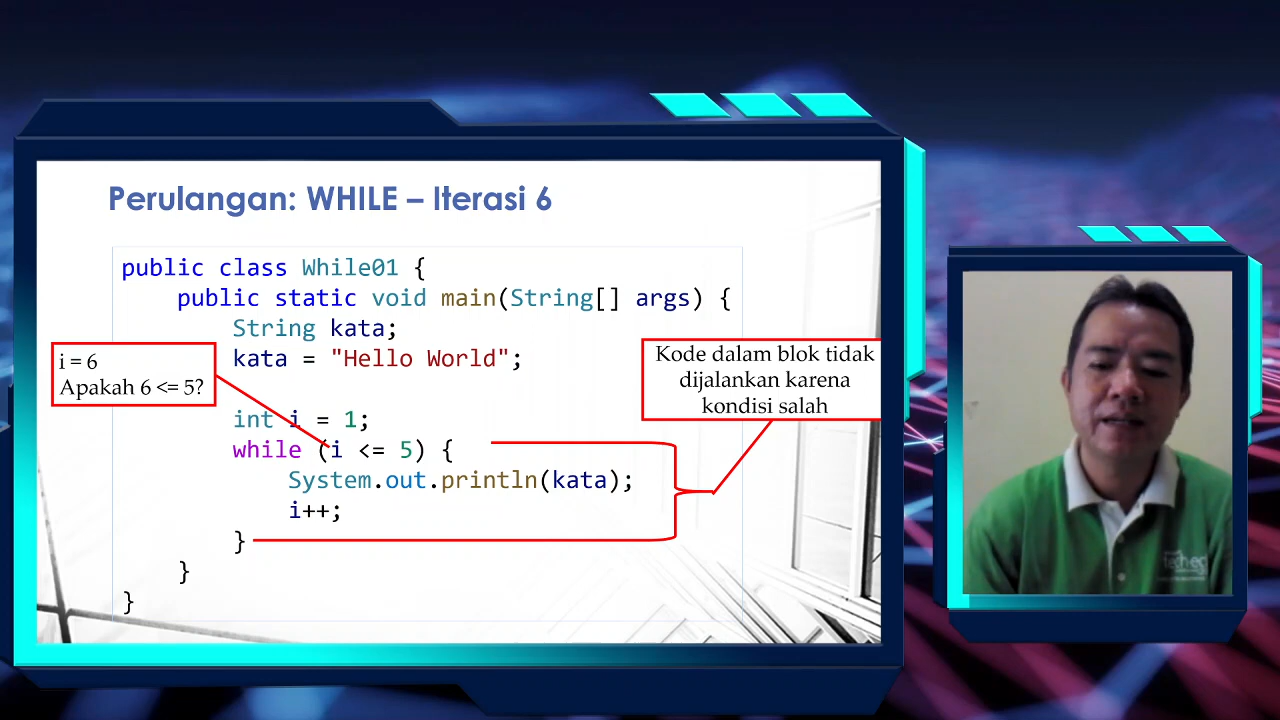 Perulangan: WHILE – Iterasi 6
public class While01 {
public static void main(String[] args) {
String kata;
kata = "Hello World";
int i = 1;
while (i <= 5) {
System.out.println(kata);
i++;
}
}
}
i = 6
Apakah 6 <= 5?
Kode dalam blok tidak
dijalankan karena
kondisi salah